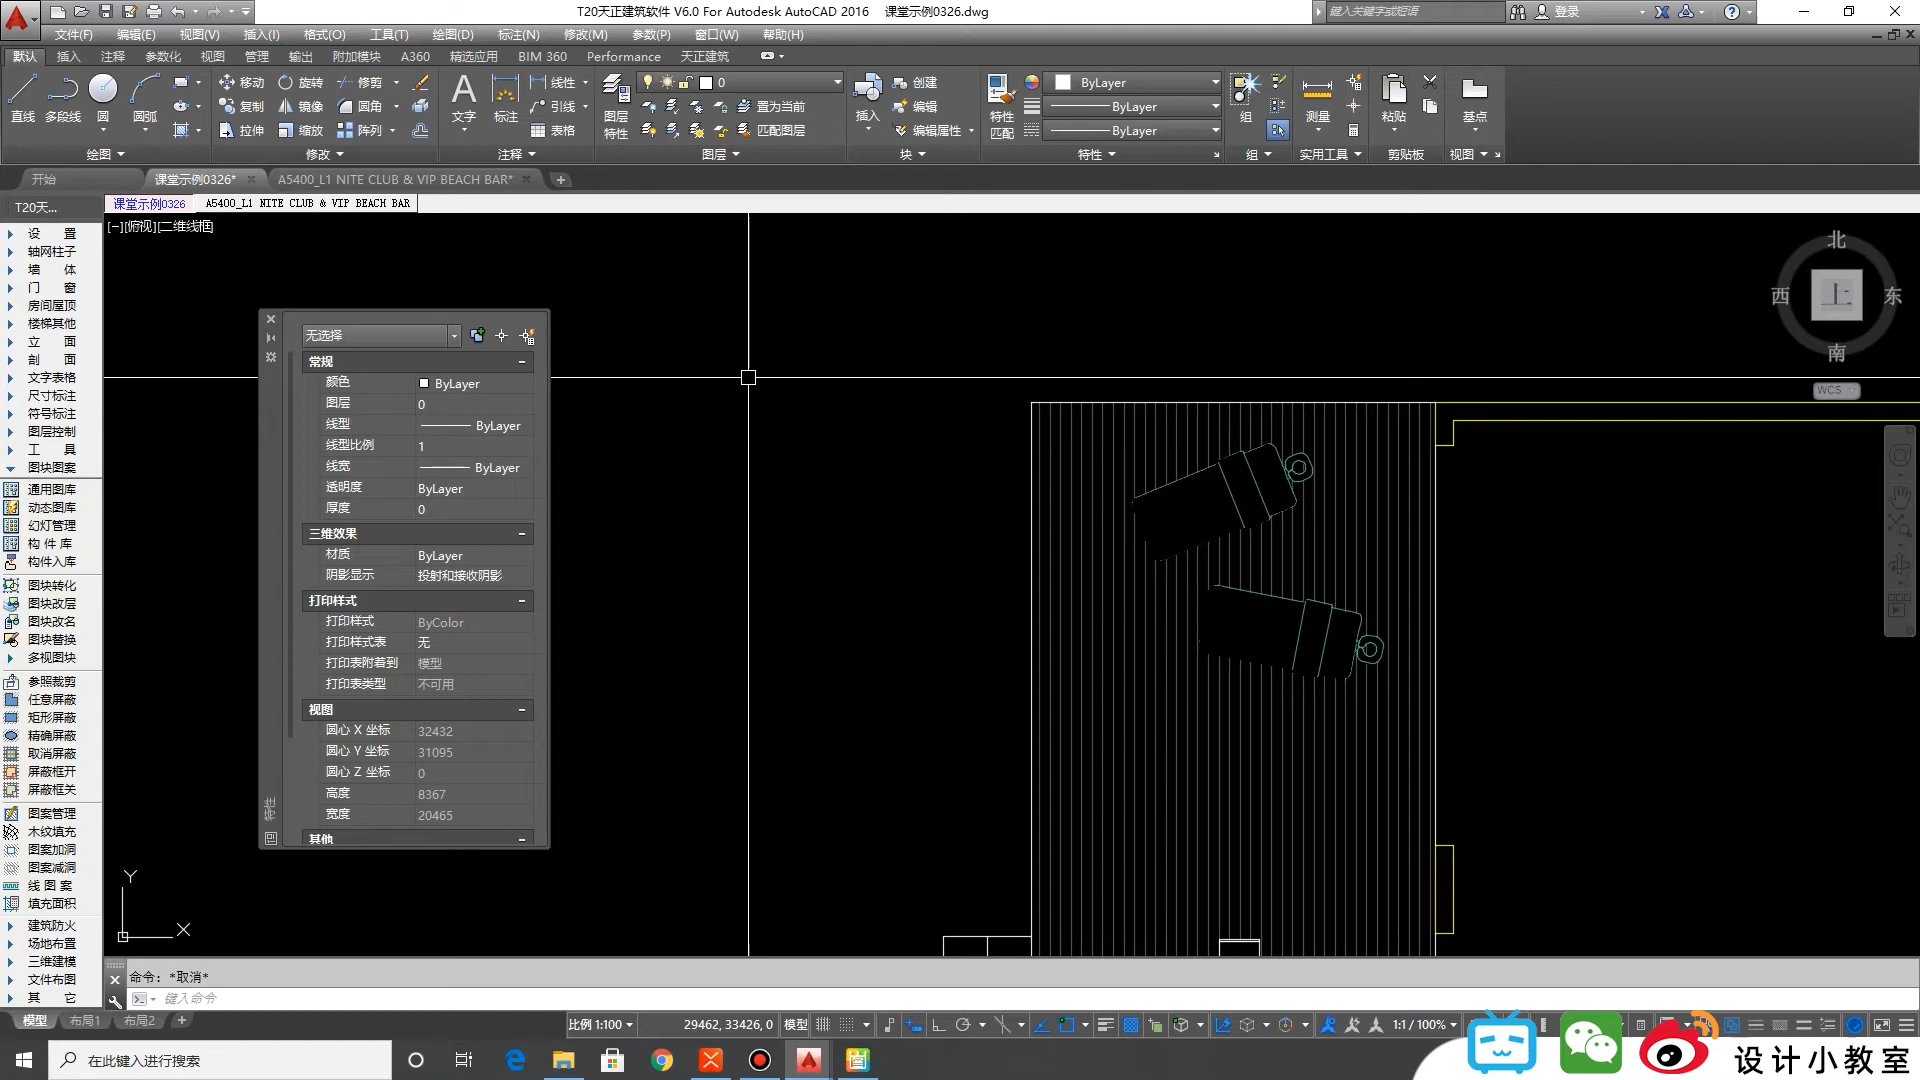 T20天正建筑软件 V6.0 For Autodesk AutoCAD 2016    课堂示例0326.dwg
键入关键字或短语
登录
文件(F) 编辑(E) 视图(V) 插入(I) 格式(O) 工具(T) 绘图(D) 标注(N) 修改(M) 参数(P) 窗口(W) 帮助(H)
默认 插入 注释 参数化 视图 管理 输出 附加模块 A360 精选应用 BIM 360 Performance 天正建筑
直线 多段线 圆 圆弧
移动 旋转 修剪
复制 镜像 圆角
拉伸 缩放 阵列
文字 标注
线性
引线
表格
图层特性
0
置为当前
匹配图层
插入
创建
编辑
编辑属性
特性匹配
ByLayer
ByLayer
ByLayer
组 测量 粘贴 基点
绘图 修改 注释 图层 块 特性 组 实用工具 剪贴板 视图
开始 课堂示例0326* A5400_L1 NITE CLUB & VIP BEACH BAR*
T20天...
课堂示例0326 A5400_L1 NITE CLUB & VIP BEACH BAR
[−][俯视][二维线框]
设 置
轴网柱子
墙 体
门 窗
房间屋顶
楼梯其他
立 面
剖 面
文字表格
尺寸标注
符号标注
图层控制
工 具
图块图案
通用图库
动态图库
幻灯管理
构 件 库
构件入库
图块转化
图块改层
图块改名
图块替换
多视图块
参照裁剪
任意屏蔽
矩形屏蔽
精确屏蔽
取消屏蔽
屏蔽框开
屏蔽框关
图案管理
木纹填充
图案加洞
图案减洞
线 图 案
填充面积
建筑防火
场地布置
三维建模
文件布图
其 它
无选择
常规
颜色 ByLayer
图层 0
线型 ByLayer
线型比例 1
线宽 ByLayer
透明度 ByLayer
厚度 0
三维效果
材质 ByLayer
阴影显示 投射和接收阴影
打印样式
打印样式 ByColor
打印样式表 无
打印表附着到 模型
打印表类型 不可用
视图
圆心 X 坐标 32432
圆心 Y 坐标 31095
圆心 Z 坐标 0
高度 8367
宽度 20465
其他
特性
北
西 上 东
南
WCS
Y
X
命令: *取消*
键入命令
模型 布局1 布局2
比例 1:100 29462, 33426, 0 模型 1:1 / 100%
在此键入进行搜索
设计小教室